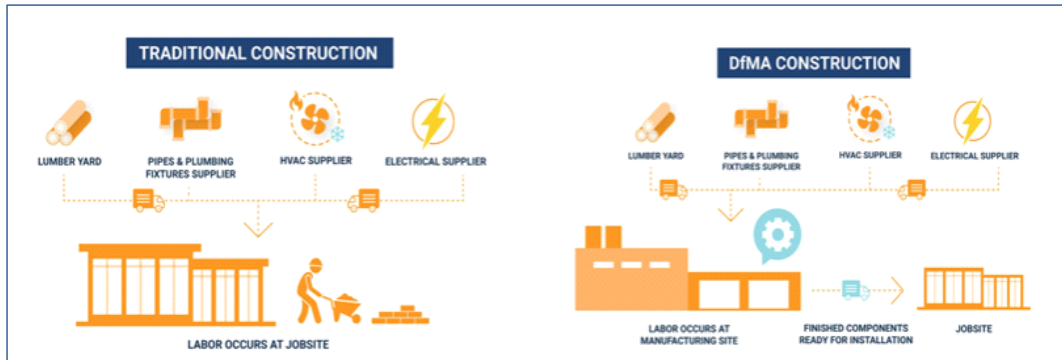 TRADITIONAL CONSTRUCTION
LUMBER YARD
PIPES & PLUMBING
FIXTURES SUPPLIER
HVAC SUPPLIER
ELECTRICAL SUPPLIER
LABOR OCCURS AT JOBSITE
DfMA CONSTRUCTION
LUMBER YARD
PIPES & PLUMBING
FIXTURES SUPPLIER
HVAC SUPPLIER
ELECTRICAL SUPPLIER
LABOR OCCURS AT
MANUFACTURING SITE
FINISHED COMPONENTS
READY FOR INSTALLATION
JOBSITE